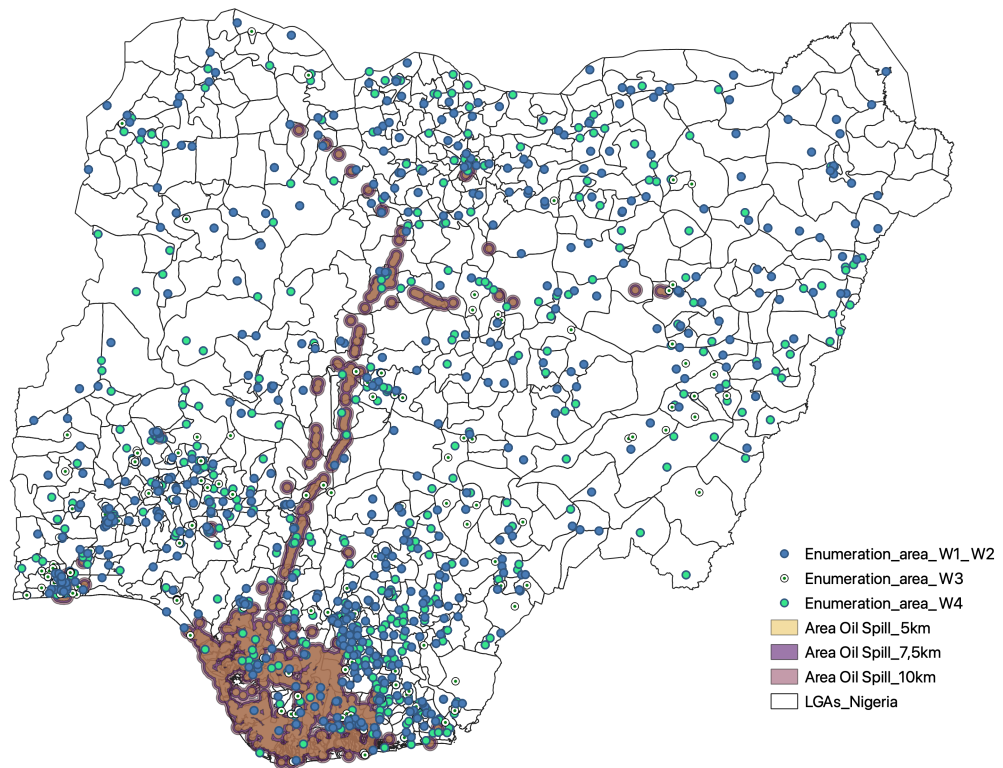 Enumeration_area_W1_W2
Enumeration_area_W3
Enumeration_area_W4
Area Oil Spill_5km
Area Oil Spill_7,5km
Area Oil Spill_10km
LGAs_Nigeria